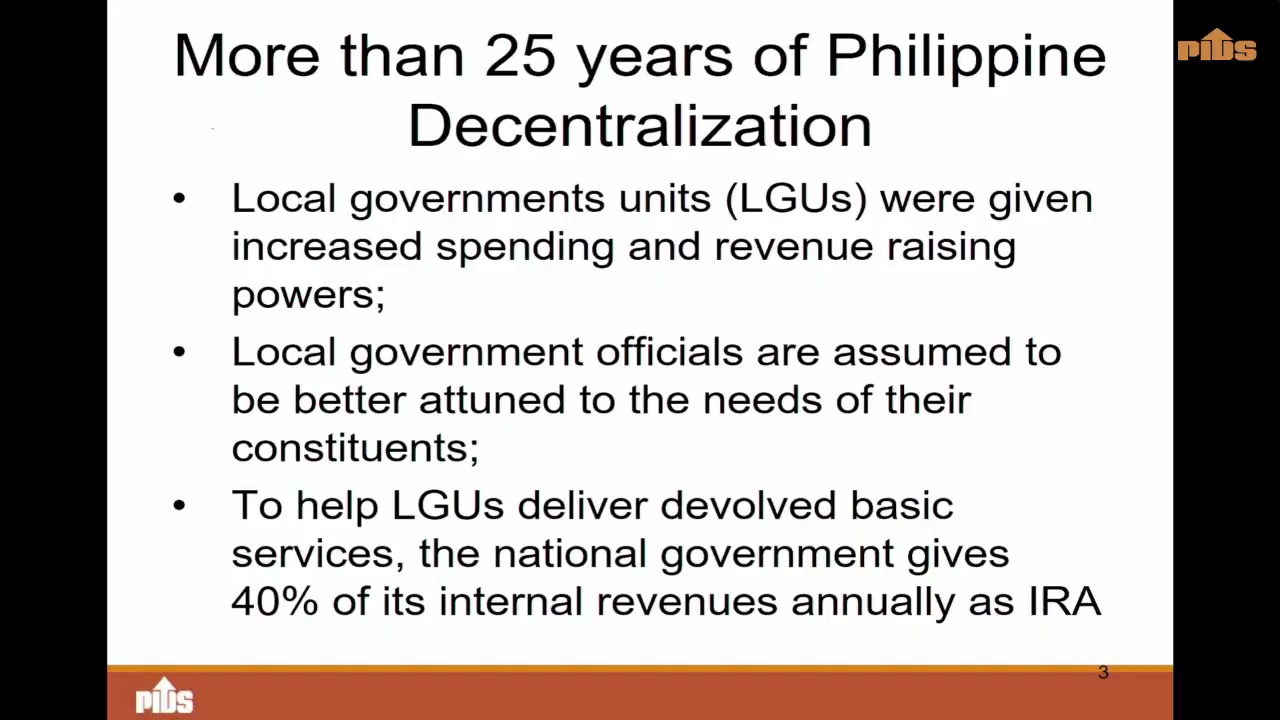 More than 25 years of Philippine
Decentralization
• Local governments units (LGUs) were given
increased spending and revenue raising
powers;
• Local government officials are assumed to
be better attuned to the needs of their
constituents;
• To help LGUs deliver devolved basic
services, the national government gives
40% of its internal revenues annually as IRA
3
PIDS
PIDS